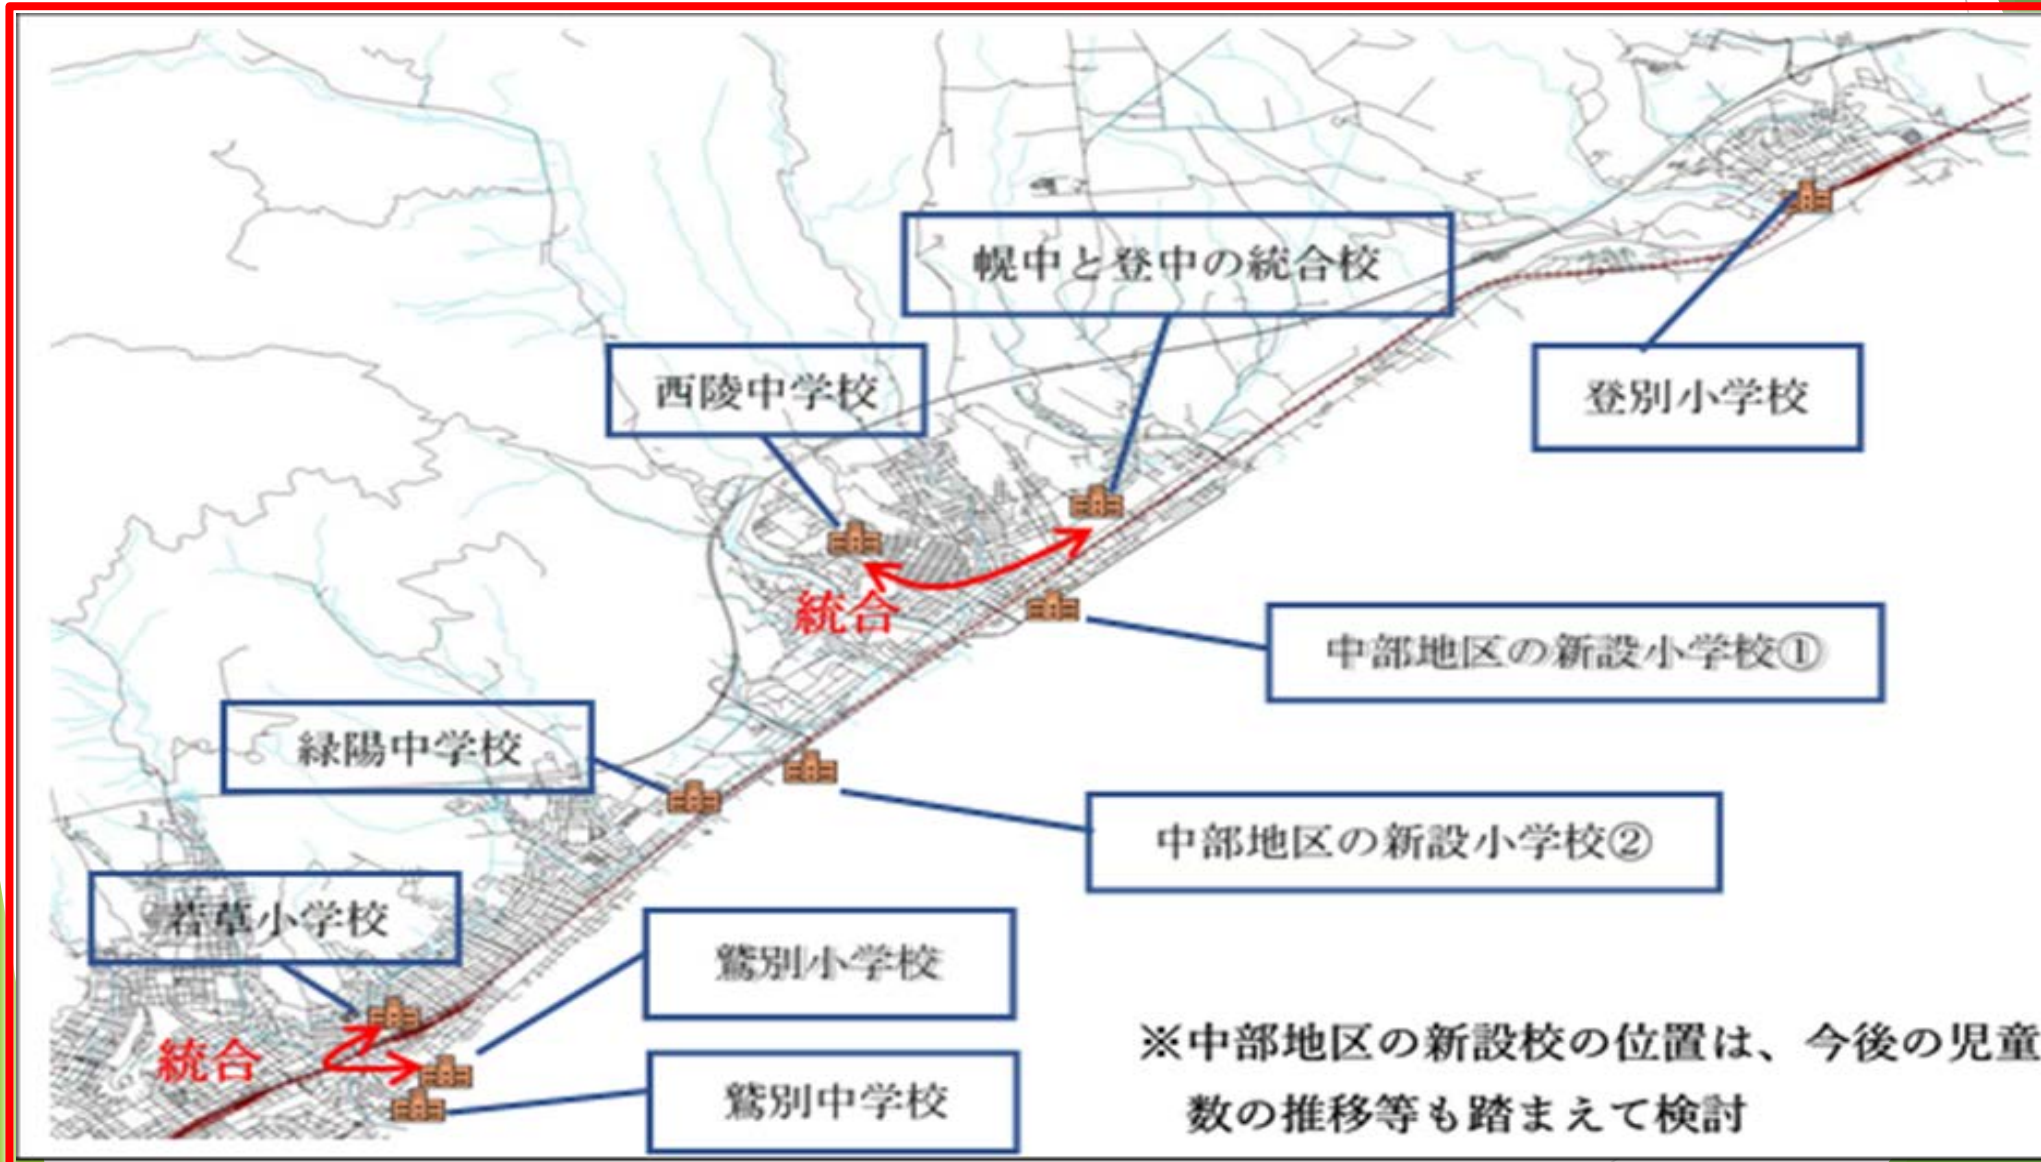 幌中と登中の統合校
登別小学校
西陵中学校
統合
中部地区の新設小学校①
緑陽中学校
中部地区の新設小学校②
若草小学校
鷲別小学校
統合
鷲別中学校
※中部地区の新設校の位置は、今後の児童
数の推移等も踏まえて検討